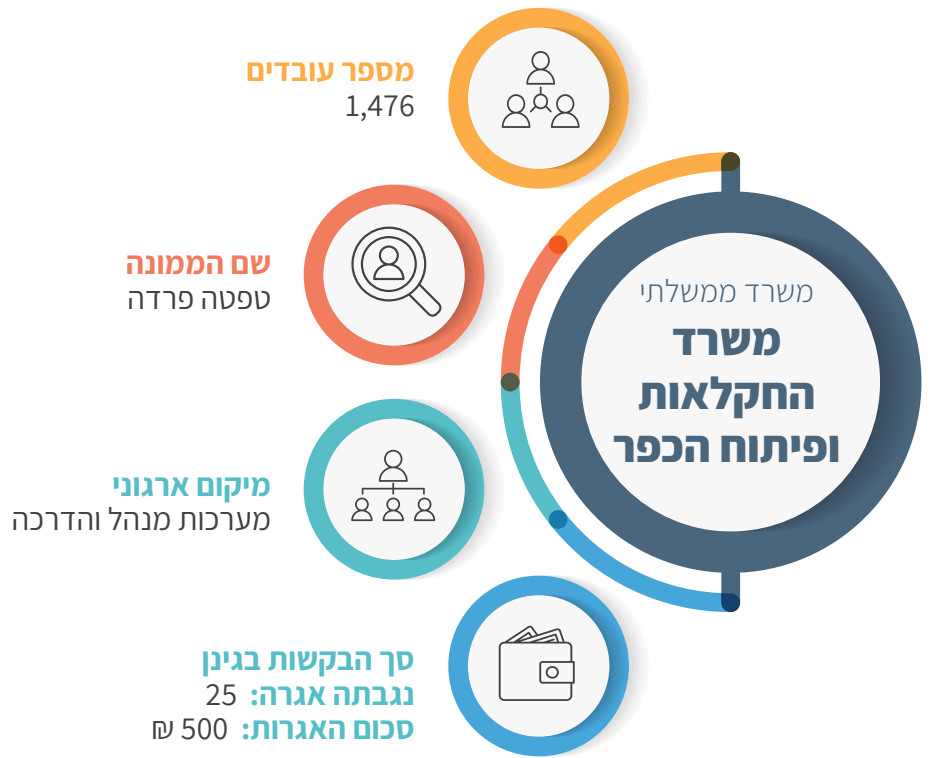 משרד ממשלתי
משרד
החקלאות
ופיתוח הכפר
מספר עובדים
1,476
שם הממונה
טפטה פרדה
מיקום ארגוני
מערכות מנהל והדרכה
סך הבקשות בגינן
נגבתה אגרה: 25
סכום האגרות: 500 ₪